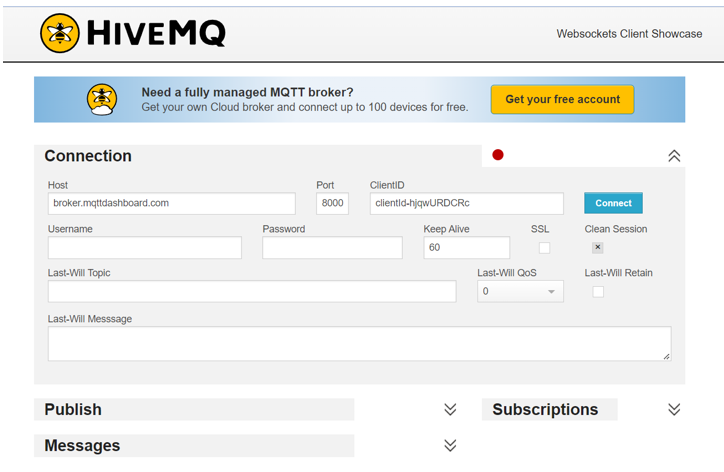 HIVEMQ
Websockets Client Showcase
Need a fully managed MQTT broker?
Get your own Cloud broker and connect up to 100 devices for free.
Get your free account
Connection
Host
Port
ClientID
broker.mqttdashboard.com
8000
clientId-hjqwURDCRc
Connect
Username
Password
Keep Alive
SSL
Clean Session
60
Last-Will Topic
Last-Will QoS
Last-Will Retain
0
Last-Will Messsage
Publish
Subscriptions
Messages